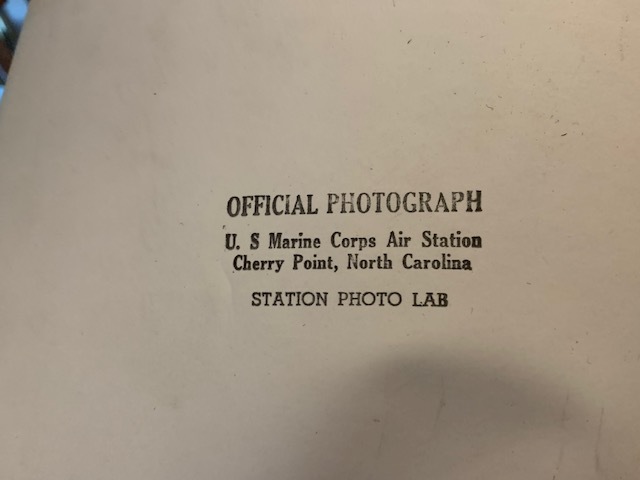 OFFICIAL PHOTOGRAPH
U. S Marine Corps Air Station
Cherry Point, North Carolina
STATION PHOTO LAB